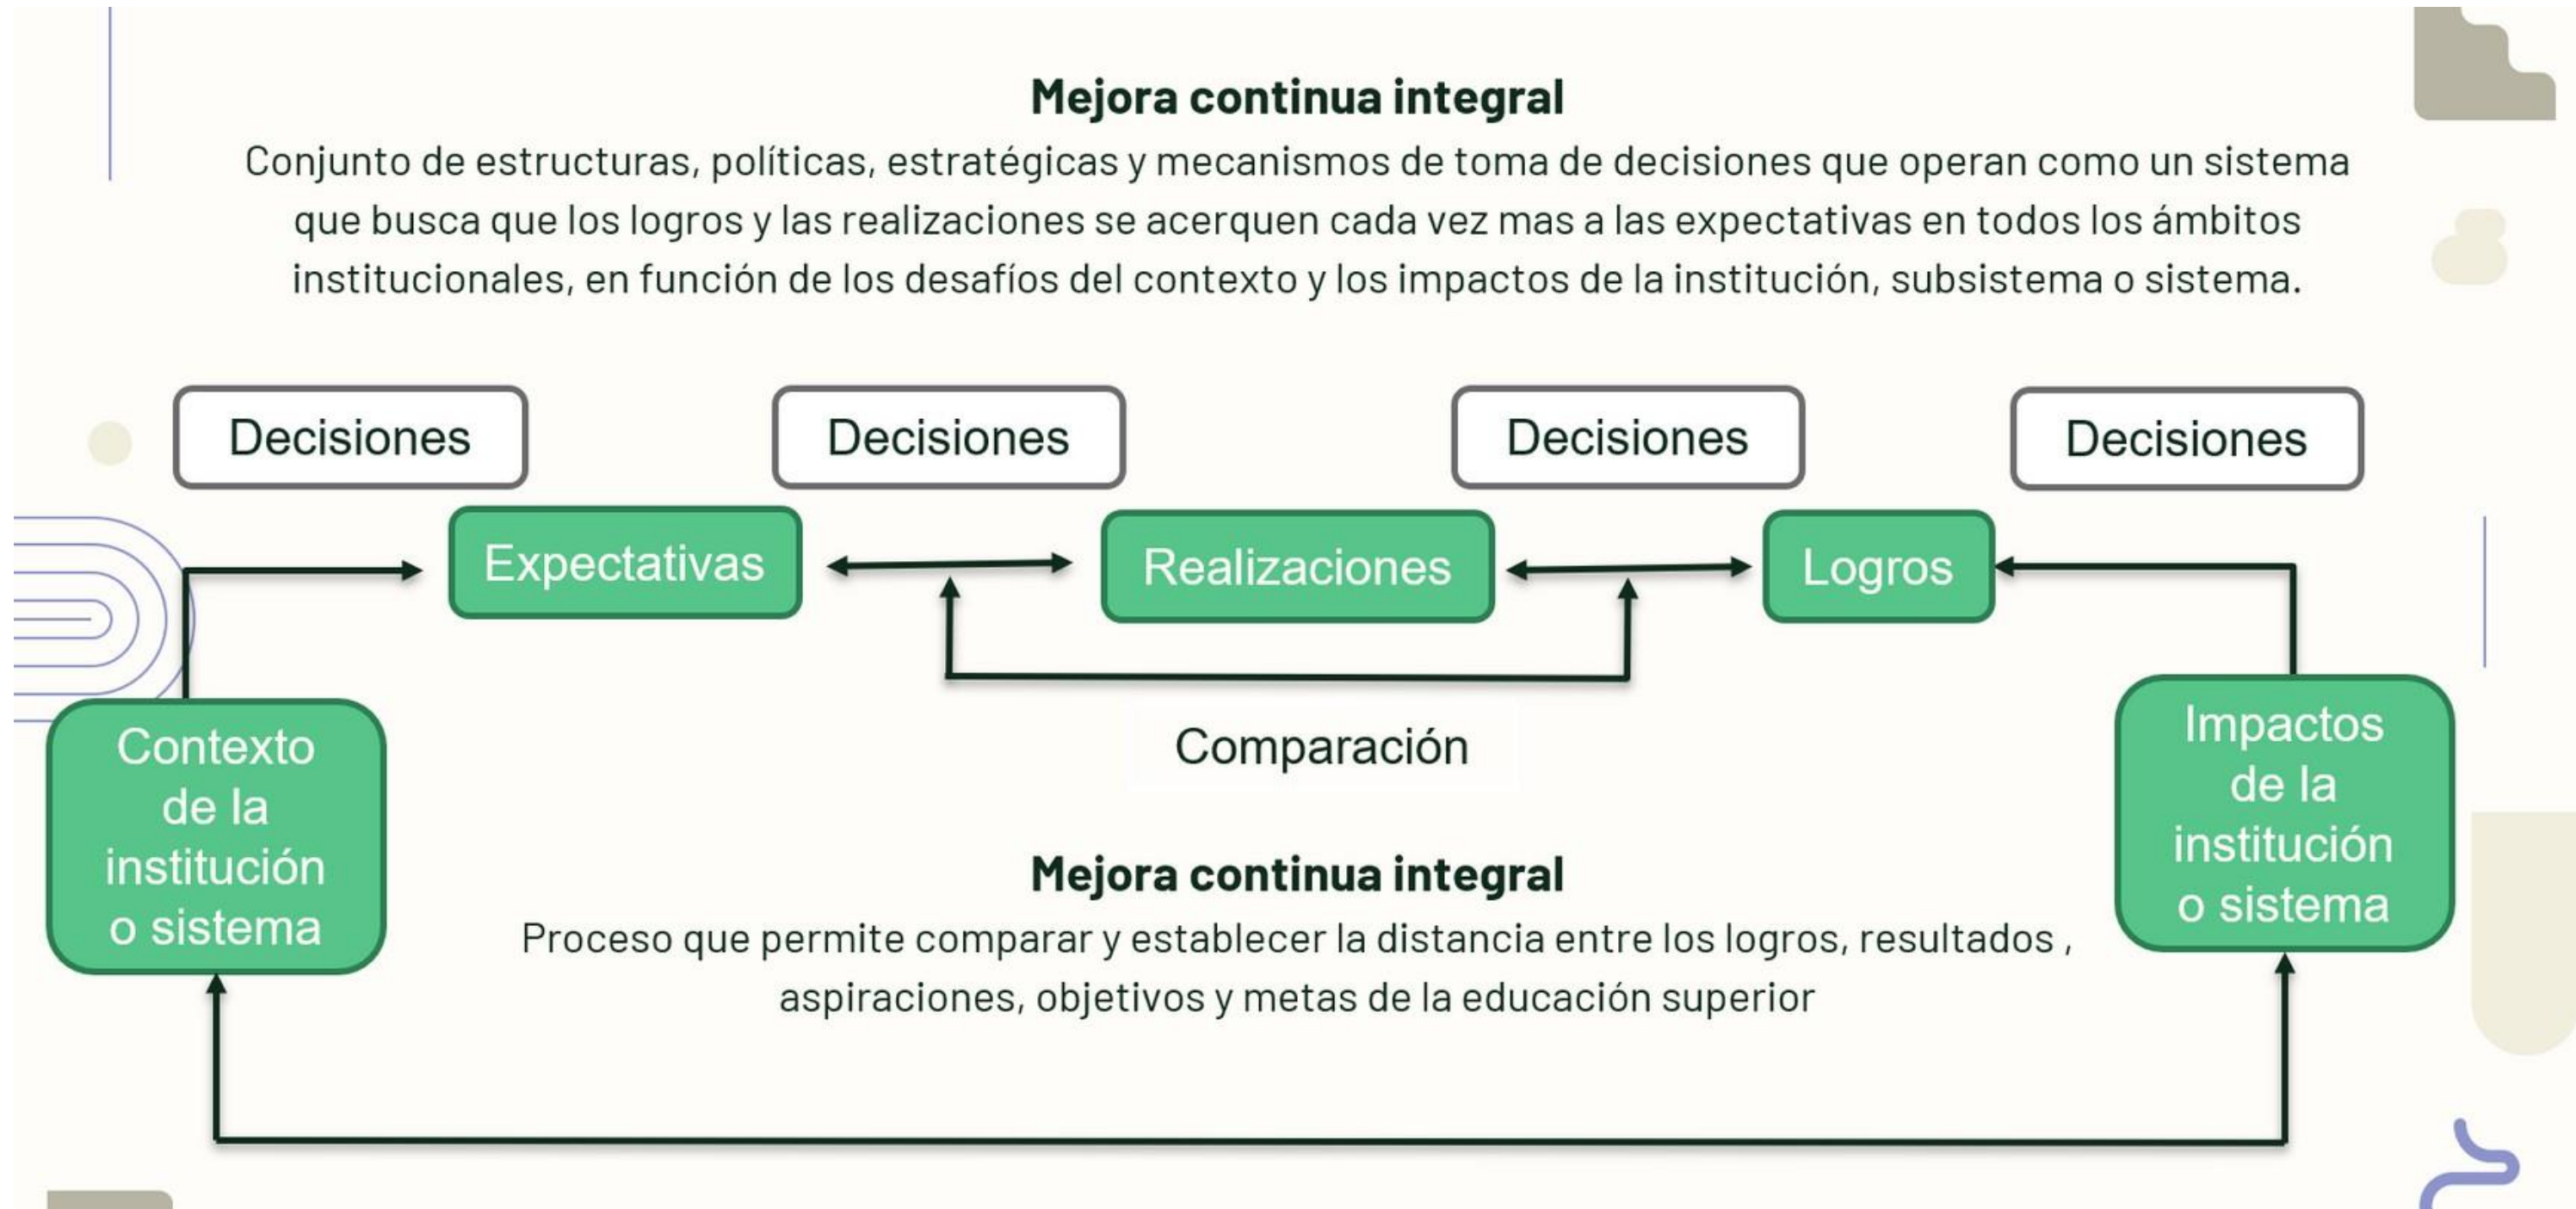 Mejora continua integral
Conjunto de estructuras, políticas, estratégicas y mecanismos de toma de decisiones que operan como un sistema
que busca que los logros y las realizaciones se acerquen cada vez mas a las expectativas en todos los ámbitos
institucionales, en función de los desafíos del contexto y los impactos de la institución, subsistema o sistema.
Decisiones
Decisiones
Decisiones
Decisiones
Expectativas
Realizaciones
Logros
Comparación
Contexto
de la
institución
o sistema
Impactos
de la
institución
o sistema
Mejora continua integral
Proceso que permite comparar y establecer la distancia entre los logros, resultados ,
aspiraciones, objetivos y metas de la educación superior